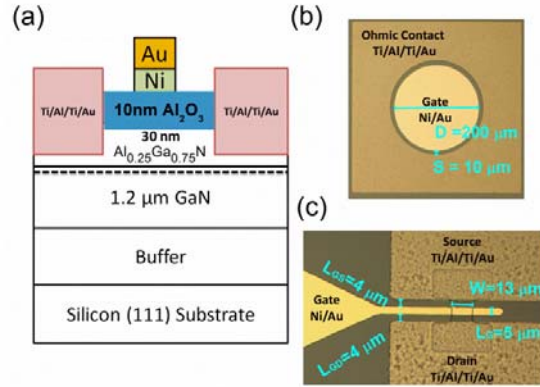 (a)
Au
Ni
Ti/Al/Ti/Au
10nm Al₂O₃
Ti/Al/Ti/Au
30 nm
Al₀.₂₅Ga₀.₇₅N
1.2 μm GaN
Buffer
Silicon (111) Substrate
(b)
Ohmic Contact
Ti/Al/Ti/Au
Gate
Ni/Au
D =200 μm
S = 10 μm
(c)
Source
Ti/Al/Ti/Au
L_GS=4 μm
W=13 μm
Gate
Ni/Au
L_G=5 μm
L_GD=4 μm
Drain
Ti/Al/Ti/Au